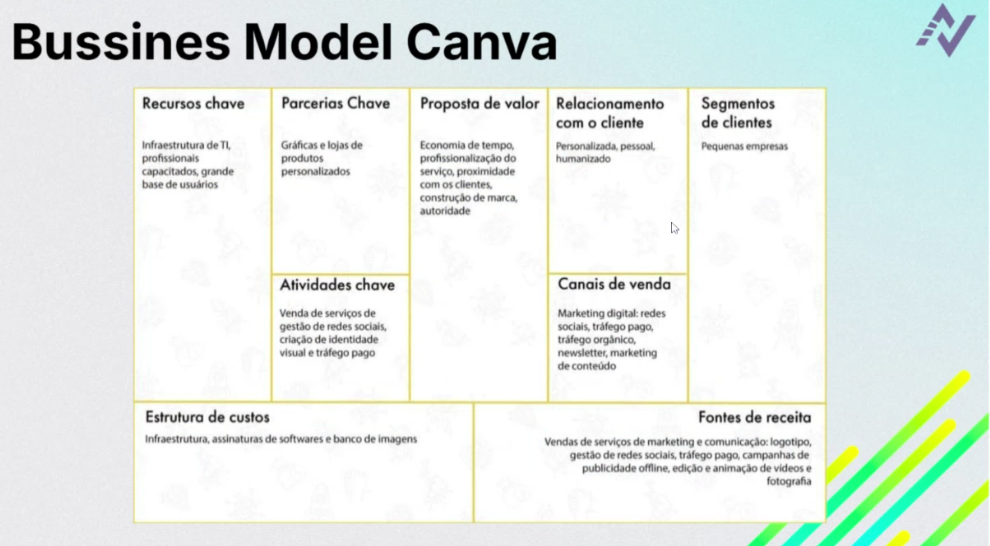 Bussines Model Canva
Recursos chave
Infraestrutura de TI,
profissionais
capacitados, grande
base de usuários
Parcerias Chave
Gráficas e lojas de
produtos
personalizados
Atividades chave
Venda de serviços de
gestão de redes sociais,
criação de identidade
visual e tráfego pago
Proposta de valor
Economia de tempo,
profissionalização do
serviço, proximidade
com os clientes,
construção de marca,
autoridade
Relacionamento
com o cliente
Personalizada, pessoal,
humanizado
Canais de venda
Marketing digital: redes
sociais, tráfego pago,
tráfego orgânico,
newsletter, marketing
de conteúdo
Segmentos
de clientes
Pequenas empresas
Estrutura de custos
Infraestrutura, assinaturas de softwares e banco de imagens
Fontes de receita
Vendas de serviços de marketing e comunicação: logotipo,
gestão de redes sociais, tráfego pago, campanhas de
publicidade offline, edição e animação de vídeos e
fotografia